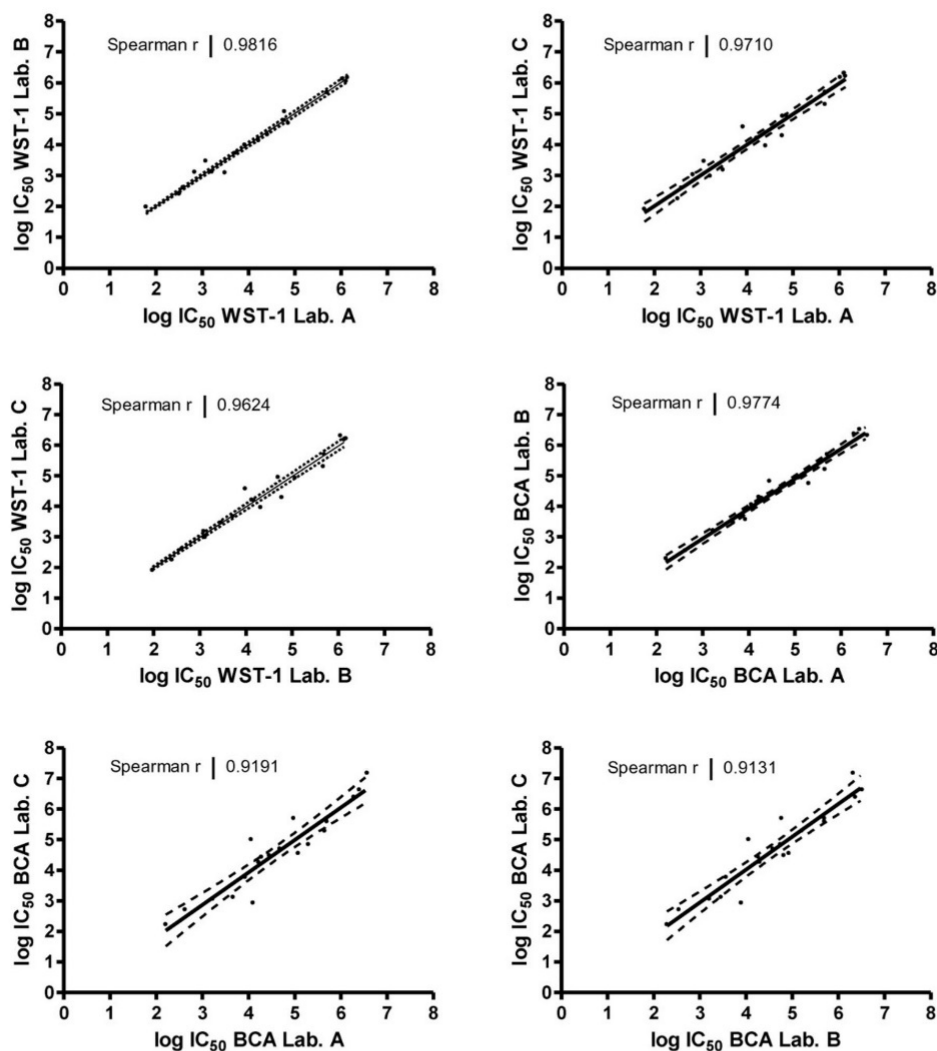 Spearman r | 0.9816
log IC50 WST-1 Lab. B
8
7
6
5
4
3
2
1
0
0 1 2 3 4 5 6 7 8
log IC50 WST-1 Lab. A
Spearman r | 0.9710
log IC50 WST-1 Lab. C
8
7
6
5
4
3
2
1
0
0 1 2 3 4 5 6 7 8
log IC50 WST-1 Lab. A
Spearman r | 0.9624
log IC50 WST-1 Lab. C
8
7
6
5
4
3
2
1
0
0 1 2 3 4 5 6 7 8
log IC50 WST-1 Lab. B
Spearman r | 0.9774
log IC50 BCA Lab. B
8
7
6
5
4
3
2
1
0
0 1 2 3 4 5 6 7 8
log IC50 BCA Lab. A
Spearman r | 0.9191
log IC50 BCA Lab. C
8
7
6
5
4
3
2
1
0
0 1 2 3 4 5 6 7 8
log IC50 BCA Lab. A
Spearman r | 0.9131
log IC50 BCA Lab. C
8
7
6
5
4
3
2
1
0
0 1 2 3 4 5 6 7 8
log IC50 BCA Lab. B